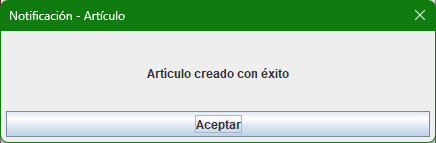 Notificación - Artículo
Artículo creado con éxito
Aceptar